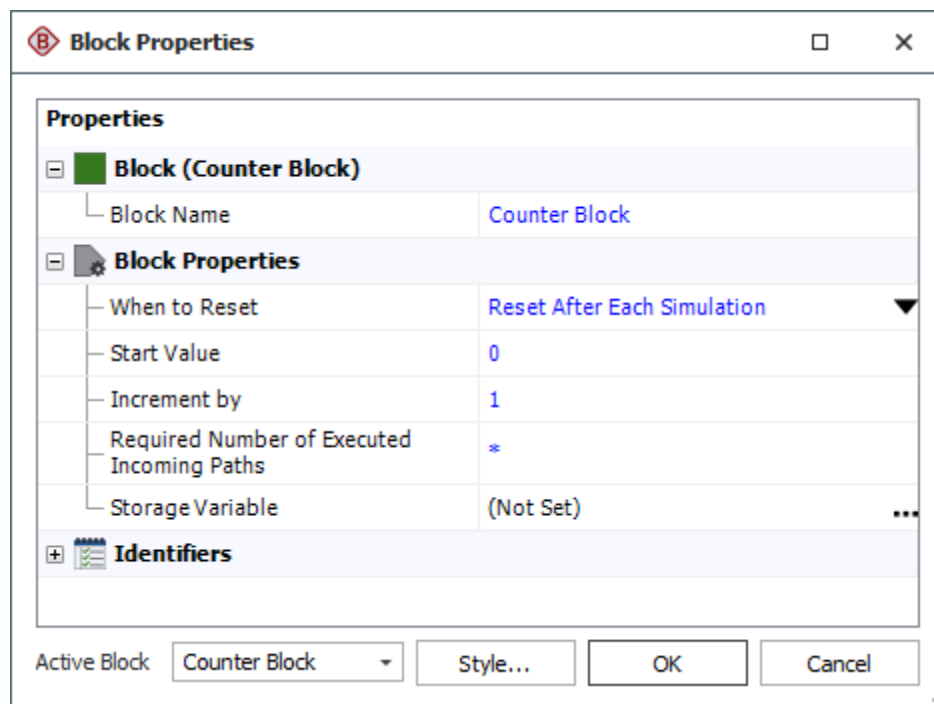 B Block Properties
Properties
Block (Counter Block)
Block Name Counter Block
Block Properties
When to Reset Reset After Each Simulation
Start Value 0
Increment by 1
Required Number of Executed
Incoming Paths *
Storage Variable (Not Set) ...
Identifiers
Active Block Counter Block Style... OK Cancel